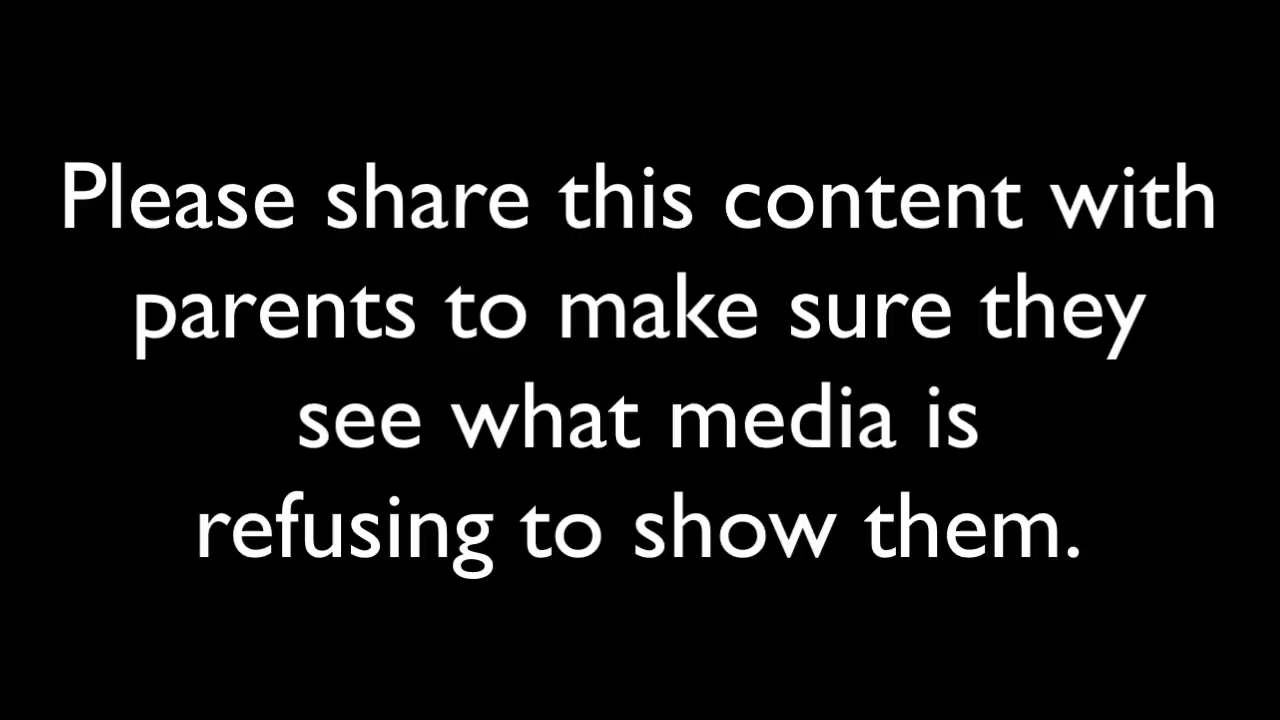 Please share this content with
parents to make sure they
see what media is
refusing to show them.